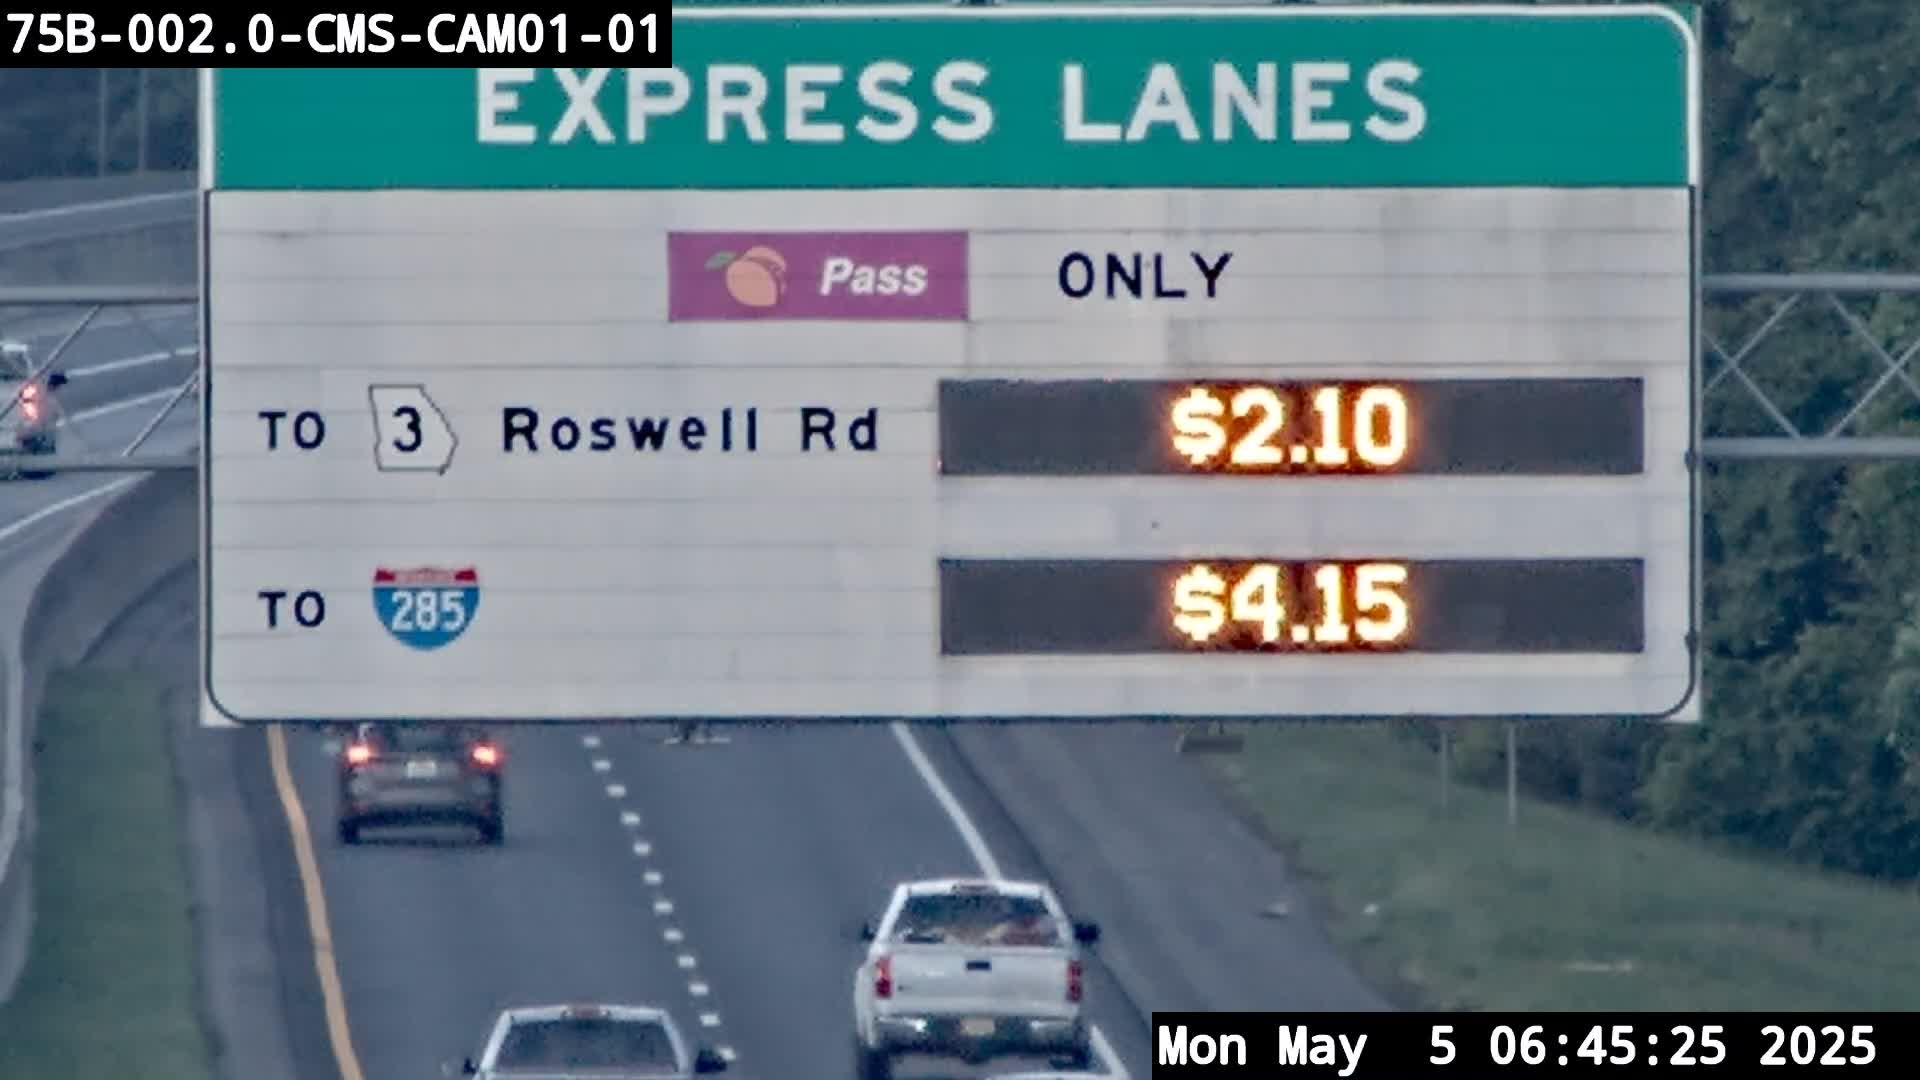 75B-002.0-CMS-CAM01-01
EXPRESS LANES
Pass ONLY
TO 3 Roswell Rd $2.10
TO 285 $4.15
Mon May 5 06:45:25 2025